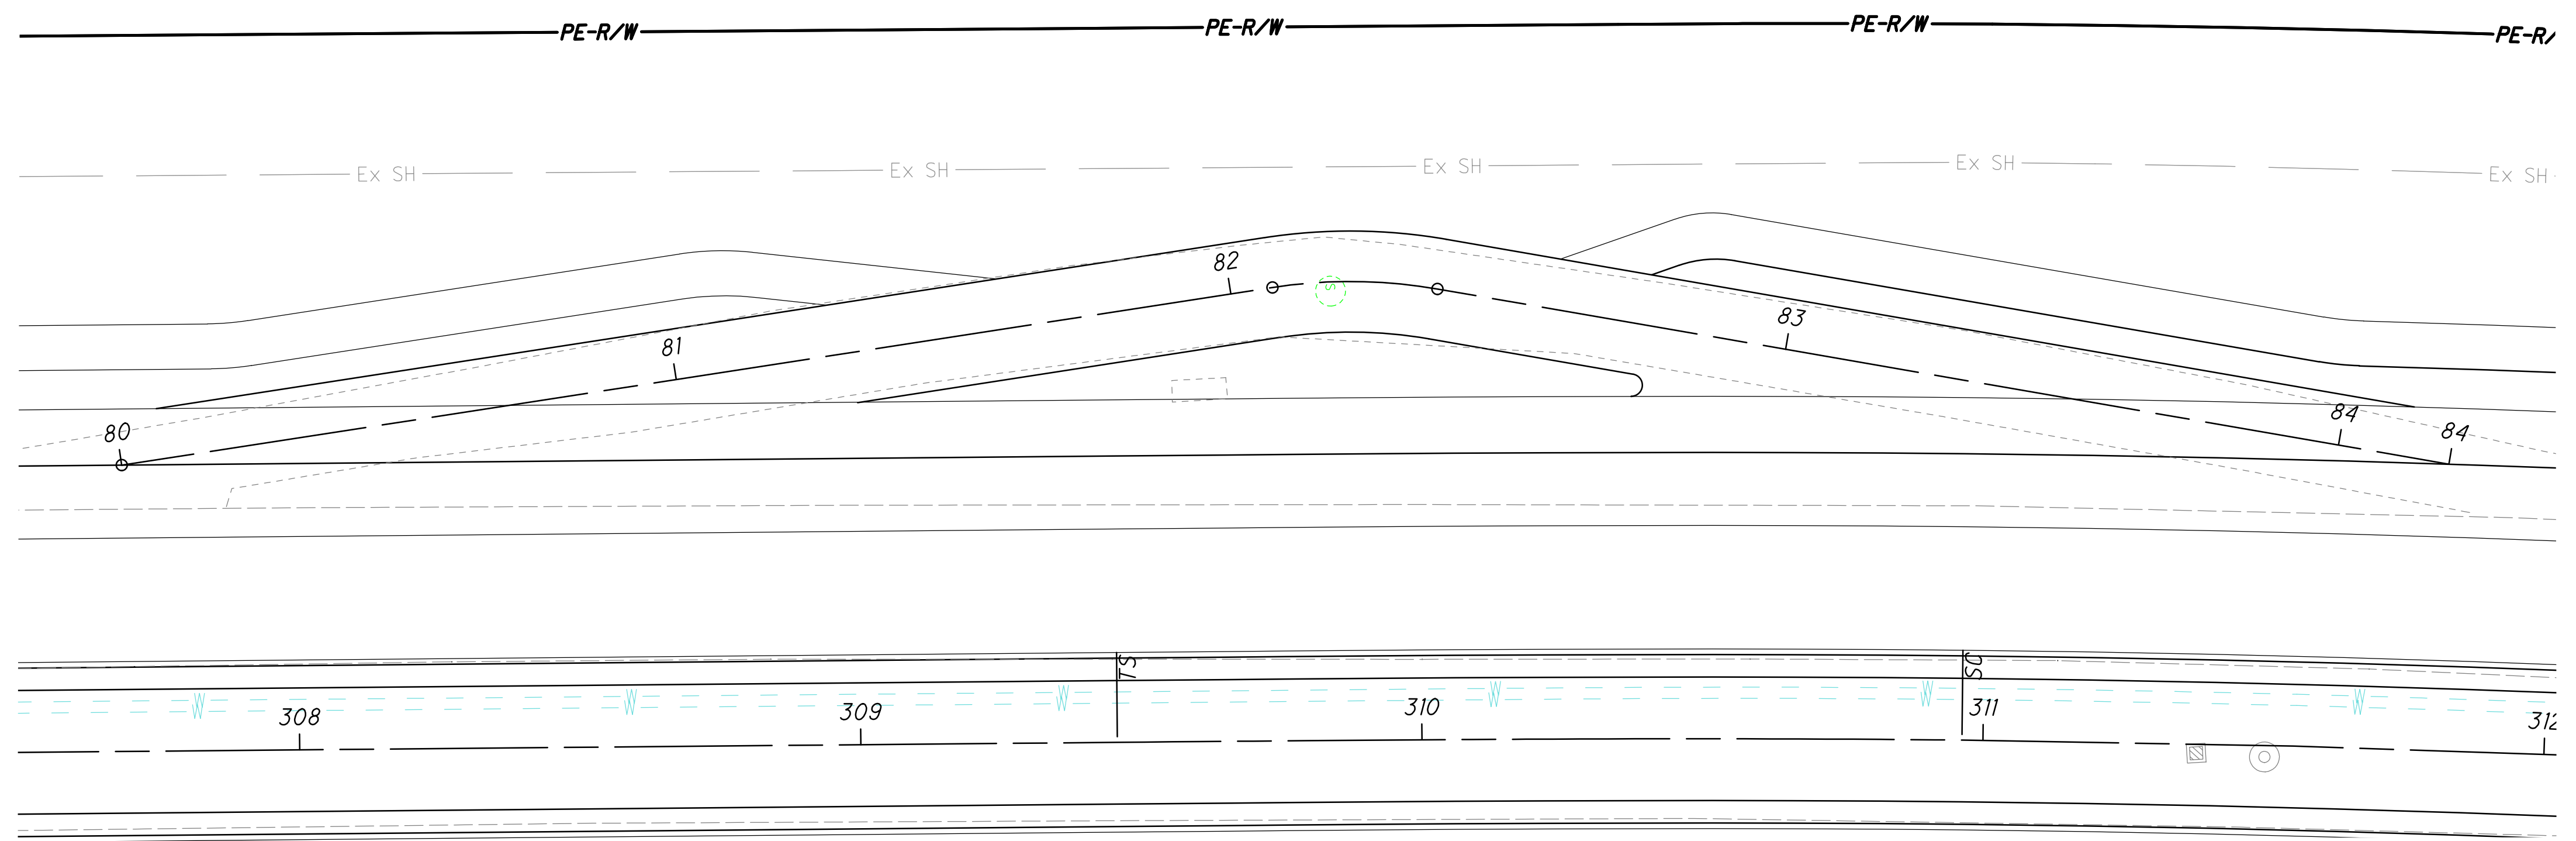 PE-R/W PE-R/W PE-R/W PE-R/
Ex SH Ex SH Ex SH Ex SH Ex SH
82
S
81 83
80 84 84
TS SC
W W W W W W
308 309 310 311 312